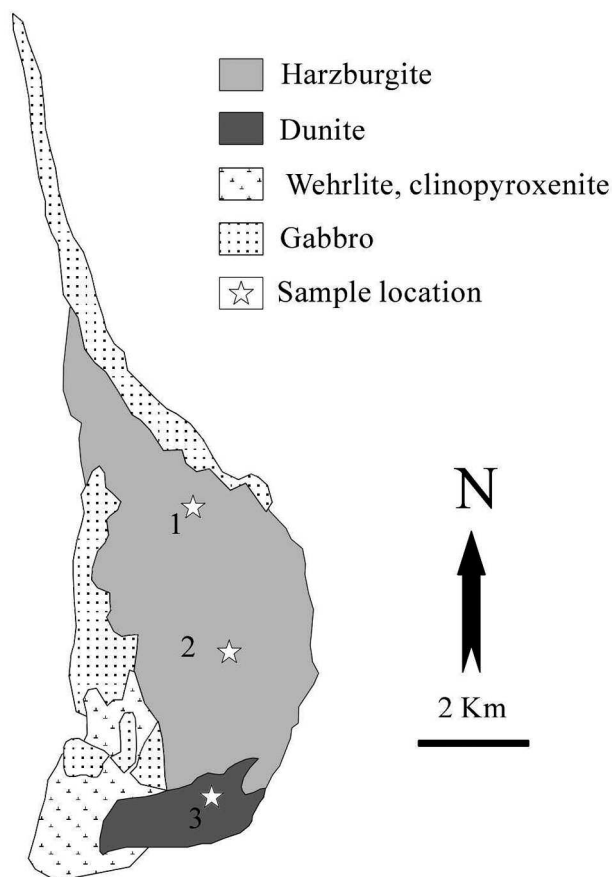 Harzburgite
Dunite
Wehrlite, clinopyroxenite
Gabbro
Sample location
1
N
2
2 Km
3